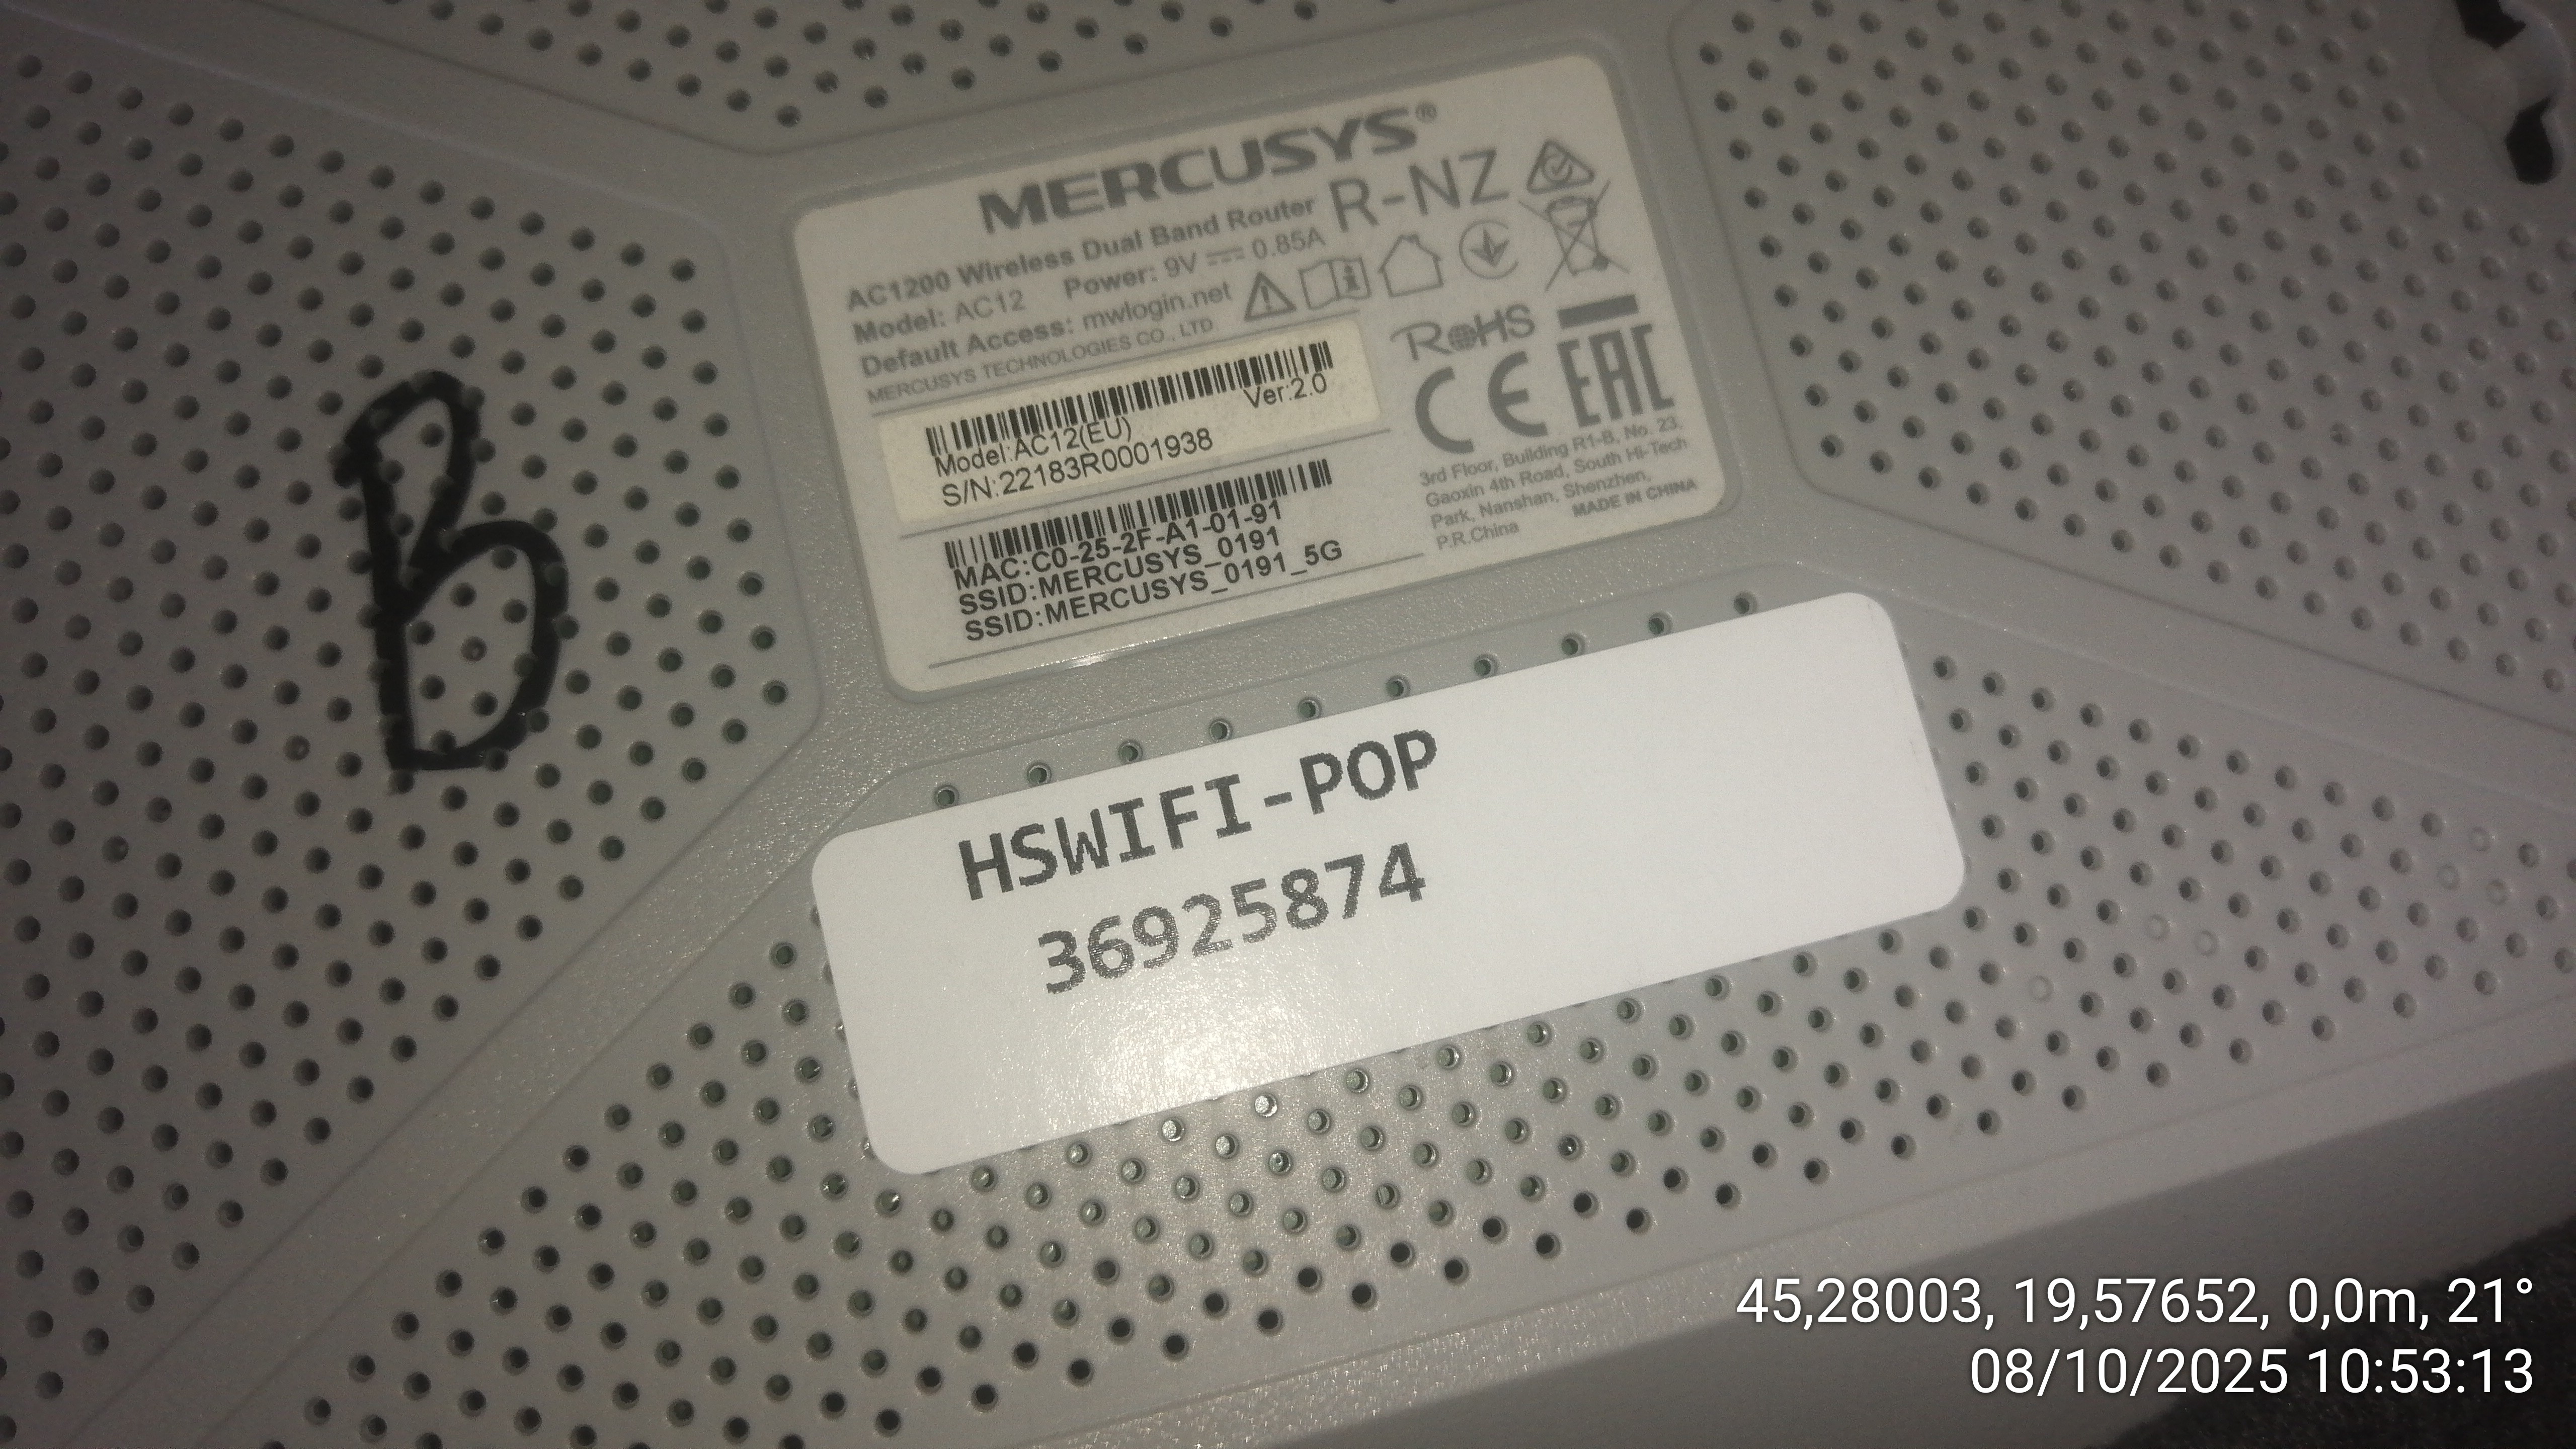 MERCUSYS®
R-NZ
AC1200 Wireless Dual Band Router
Model: AC12 Power: 9V ⎓ 0.85A
Default Access: mwlogin.net
MERCUSYS TECHNOLOGIES CO., LTD.
RoHS
CE EAC
Ver:2.0
Model:AC12(EU)
S/N:22183R0001938
MAC:C0-25-2F-A1-01-91
SSID:MERCUSYS_0191
SSID:MERCUSYS_0191_5G
3rd Floor, Building R1-B, No. 23,
Gaoxin 4th Road, South Hi-Tech
Park, Nanshan, Shenzhen,
P.R.China MADE IN CHINA
B
HSWIFI-POP
36925874
45,28003, 19,57652, 0,0m, 21°
08/10/2025 10:53:13